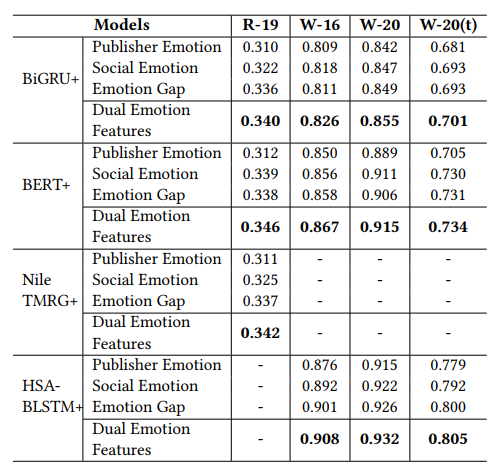 Models R-19 W-16 W-20 W-20(t)
BiGRU+ Publisher Emotion 0.310 0.809 0.842 0.681
Social Emotion 0.322 0.818 0.847 0.693
Emotion Gap 0.336 0.811 0.849 0.693
Dual Emotion Features 0.340 0.826 0.855 0.701
BERT+ Publisher Emotion 0.312 0.850 0.889 0.705
Social Emotion 0.339 0.856 0.911 0.730
Emotion Gap 0.338 0.858 0.906 0.731
Dual Emotion Features 0.346 0.867 0.915 0.734
Nile TMRG+ Publisher Emotion 0.311 - - -
Social Emotion 0.325 - - -
Emotion Gap 0.337 - - -
Dual Emotion Features 0.342 - - -
HSA-BLSTM+ Publisher Emotion - 0.876 0.915 0.779
Social Emotion - 0.892 0.922 0.792
Emotion Gap - 0.901 0.926 0.800
Dual Emotion Features - 0.908 0.932 0.805